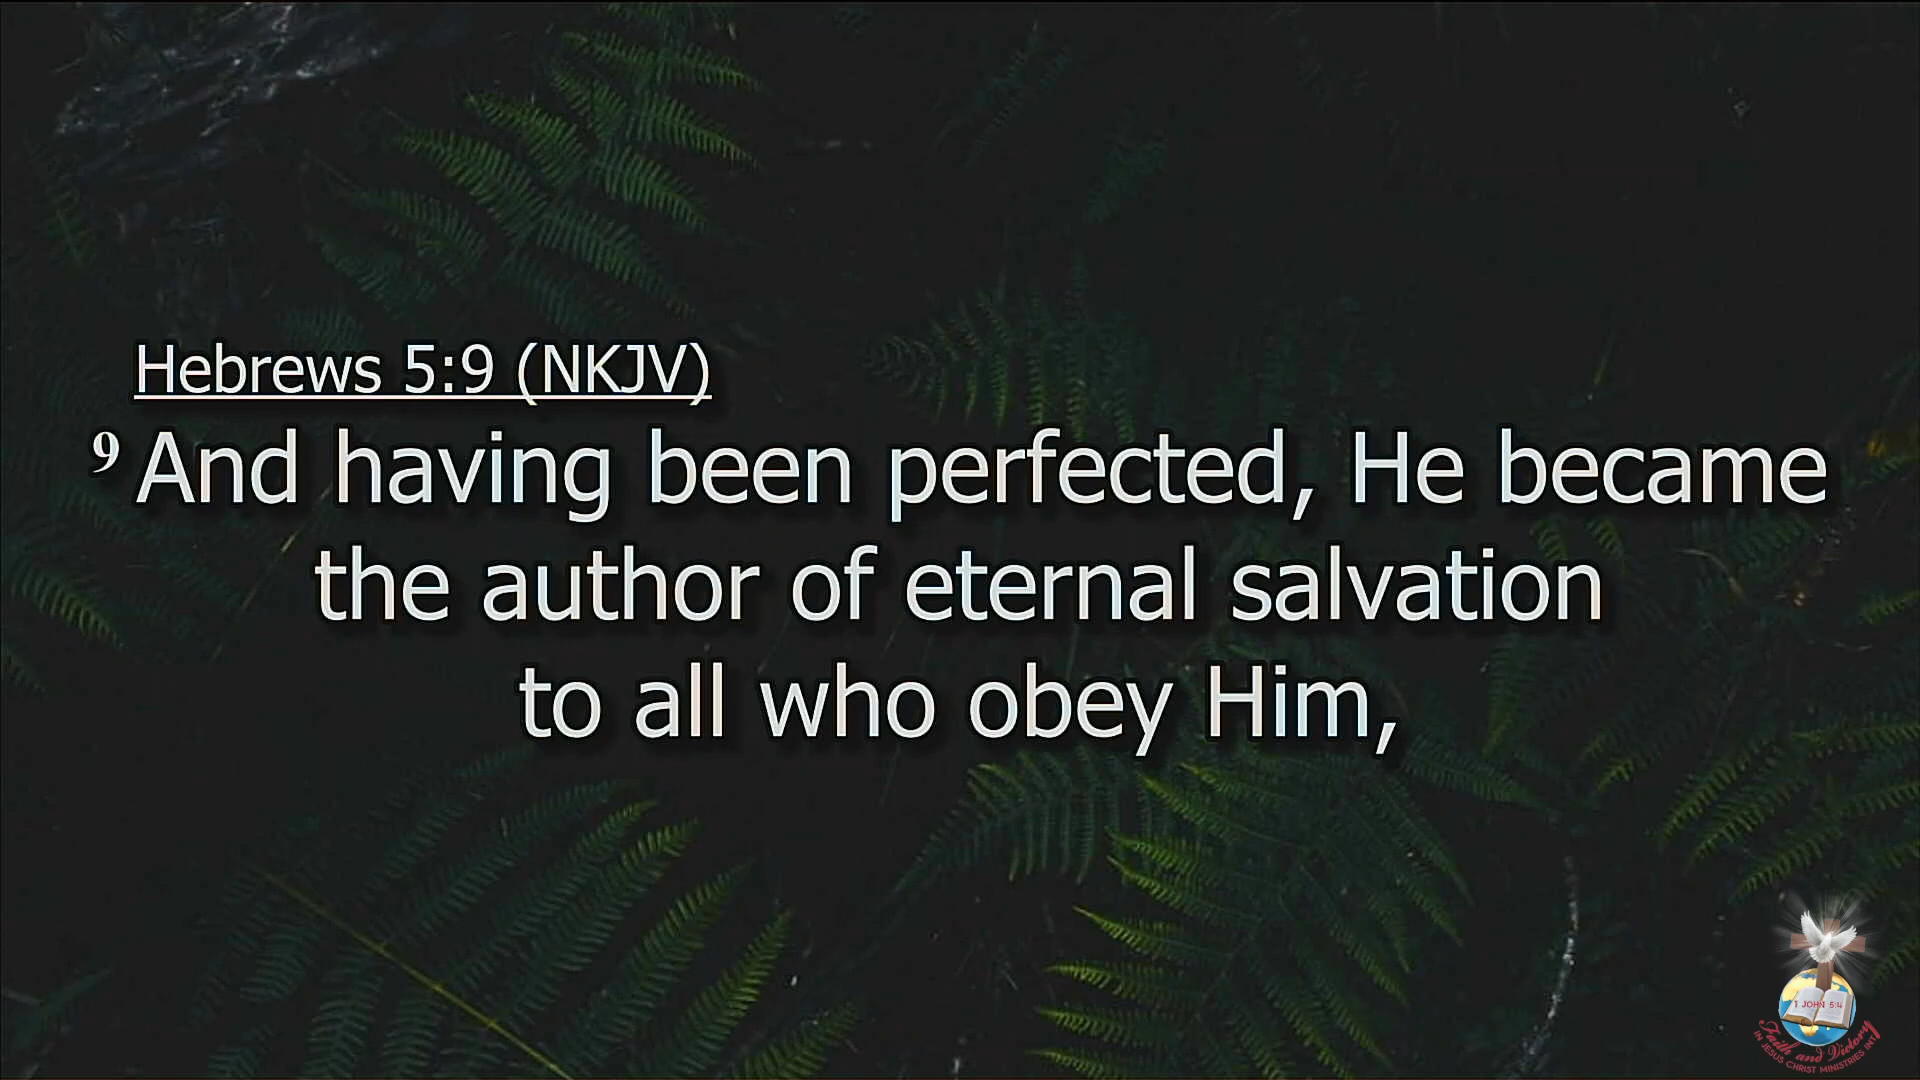 Hebrews 5:9 (NKJV)
9 And having been perfected, He became
the author of eternal salvation
to all who obey Him,
1 JOHN 5:4
Faith and Victory
IN JESUS CHRIST MINISTRIES INT'L